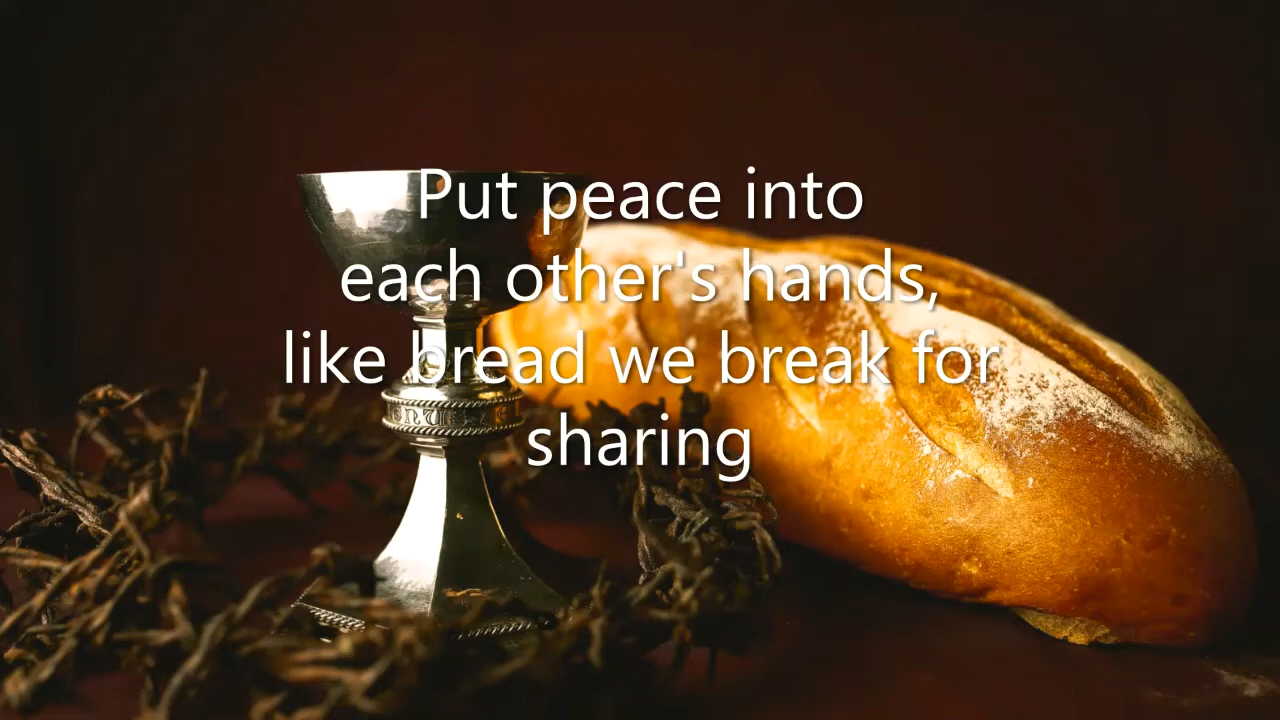 Put peace into
each other's hands,
like bread we break for
sharing